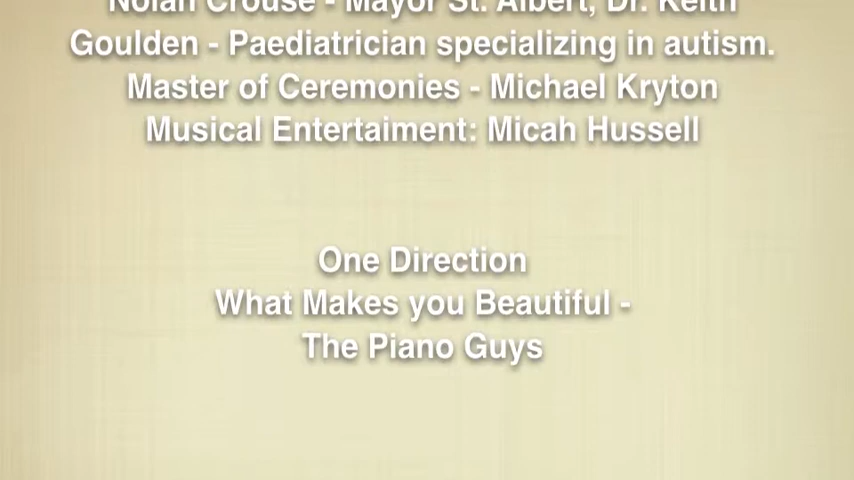 Nolan Crouse - Mayor St. Albert, Dr. Keith
Goulden - Paediatrician specializing in autism.
Master of Ceremonies - Michael Kryton
Musical Entertaiment: Micah Hussell
One Direction
What Makes you Beautiful -
The Piano Guys